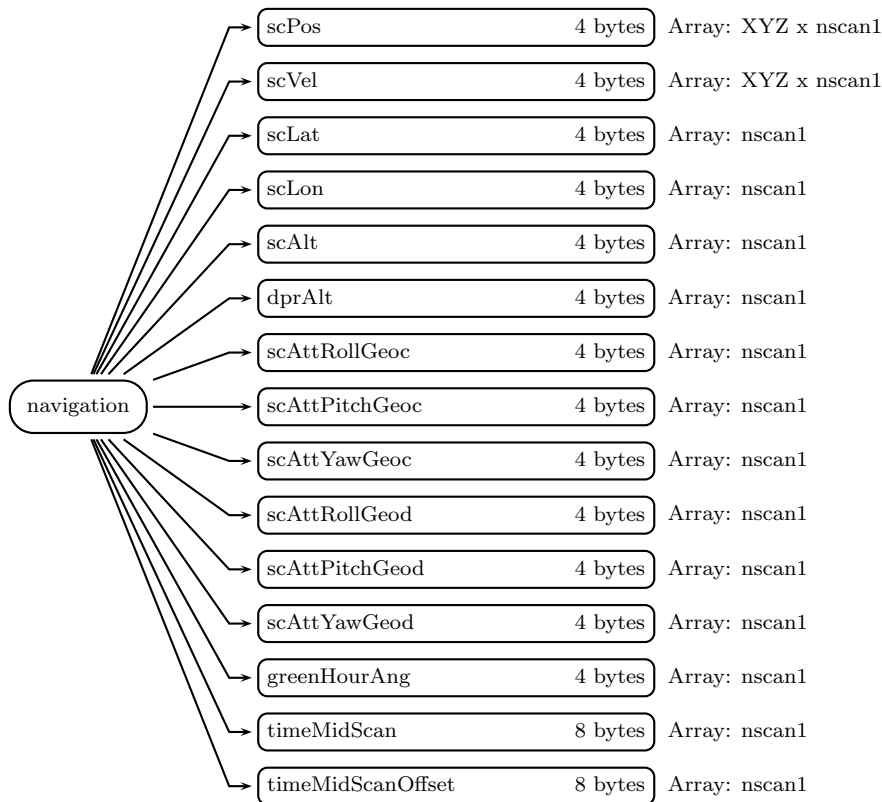 scPos 4 bytes Array: XYZ x nscan1
scVel 4 bytes Array: XYZ x nscan1
scLat 4 bytes Array: nscan1
scLon 4 bytes Array: nscan1
scAlt 4 bytes Array: nscan1
dprAlt 4 bytes Array: nscan1
scAttRollGeoc 4 bytes Array: nscan1
navigation scAttPitchGeoc 4 bytes Array: nscan1
scAttYawGeoc 4 bytes Array: nscan1
scAttRollGeod 4 bytes Array: nscan1
scAttPitchGeod 4 bytes Array: nscan1
scAttYawGeod 4 bytes Array: nscan1
greenHourAng 4 bytes Array: nscan1
timeMidScan 8 bytes Array: nscan1
timeMidScanOffset 8 bytes Array: nscan1